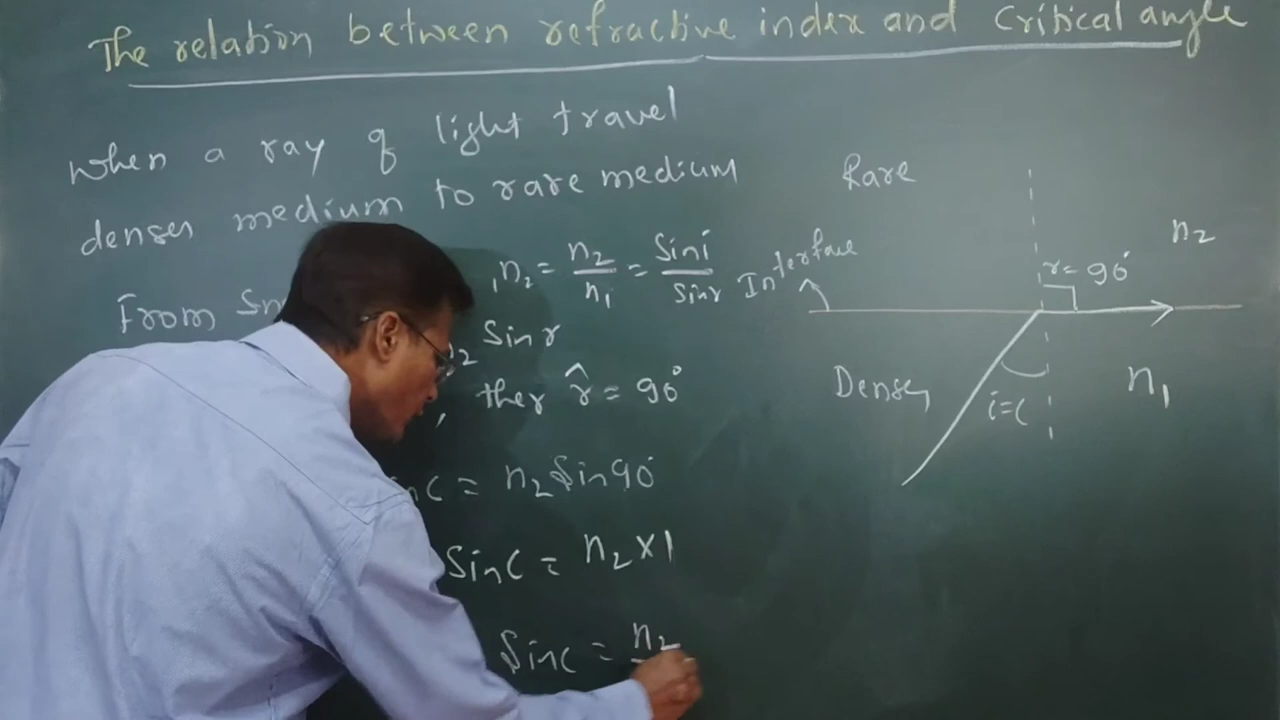 The relation between refractive index and Critical angle
When a ray of light travel
denser medium to rare medium
From
₁n₂ = n₂/n₁ = Sini/Sinr
n₂ Sin r
, then r̂ = 90°
Sinc = n₂ Sin90°
Sinc = n₂ × 1
Sinc = n₂
Rare
n₂
Interface
r = 90°
Denser
i = c
n₁